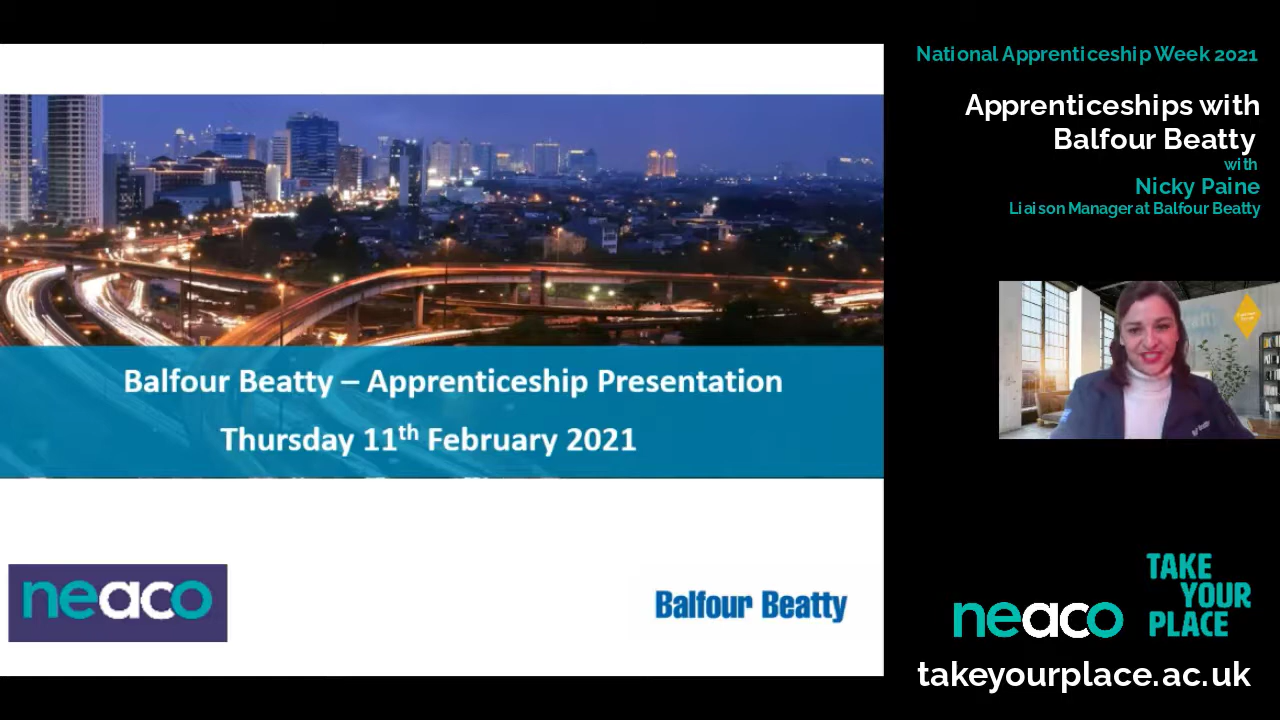 Balfour Beatty – Apprenticeship Presentation
Thursday 11th February 2021
neaco
Balfour Beatty
National Apprenticeship Week 2021
Apprenticeships with
Balfour Beatty
with
Nicky Paine
Liaison Manager at Balfour Beatty
neaco
TAKE
YOUR
PLACE
takeyourplace.ac.uk